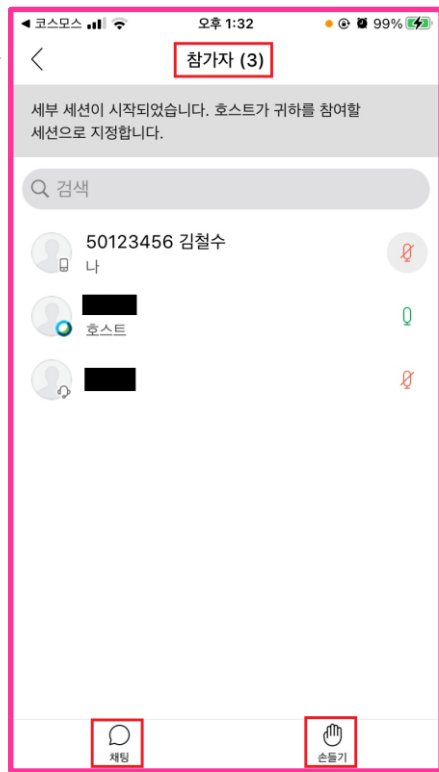 ◀ 코스모스 오후 1:32 99%
참가자 (3)
세부 세션이 시작되었습니다. 호스트가 귀하를 참여할
세션으로 지정합니다.
검색
50123456 김철수
나
호스트
채팅
손들기